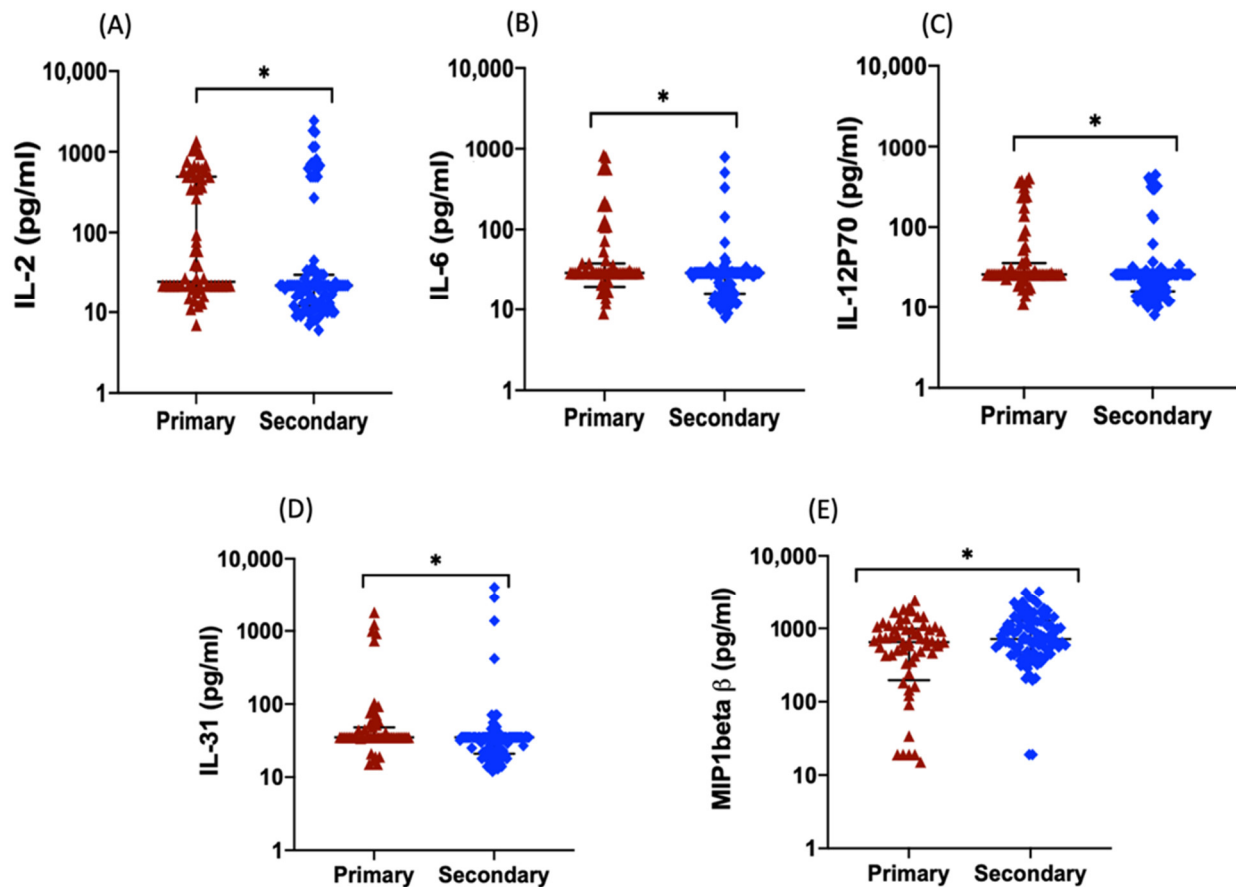 (A)
IL-2 (pg/ml)
10,000
1000
100
10
1
*
Primary Secondary
(B)
IL-6 (pg/ml)
10,000
1000
100
10
1
*
Primary Secondary
(C)
IL-12P70 (pg/ml)
10,000
1000
100
10
1
*
Primary Secondary
(D)
IL-31 (pg/ml)
10,000
1000
100
10
1
*
Primary Secondary
(E)
MIP1beta β (pg/ml)
10,000
1000
100
10
1
*
Primary Secondary